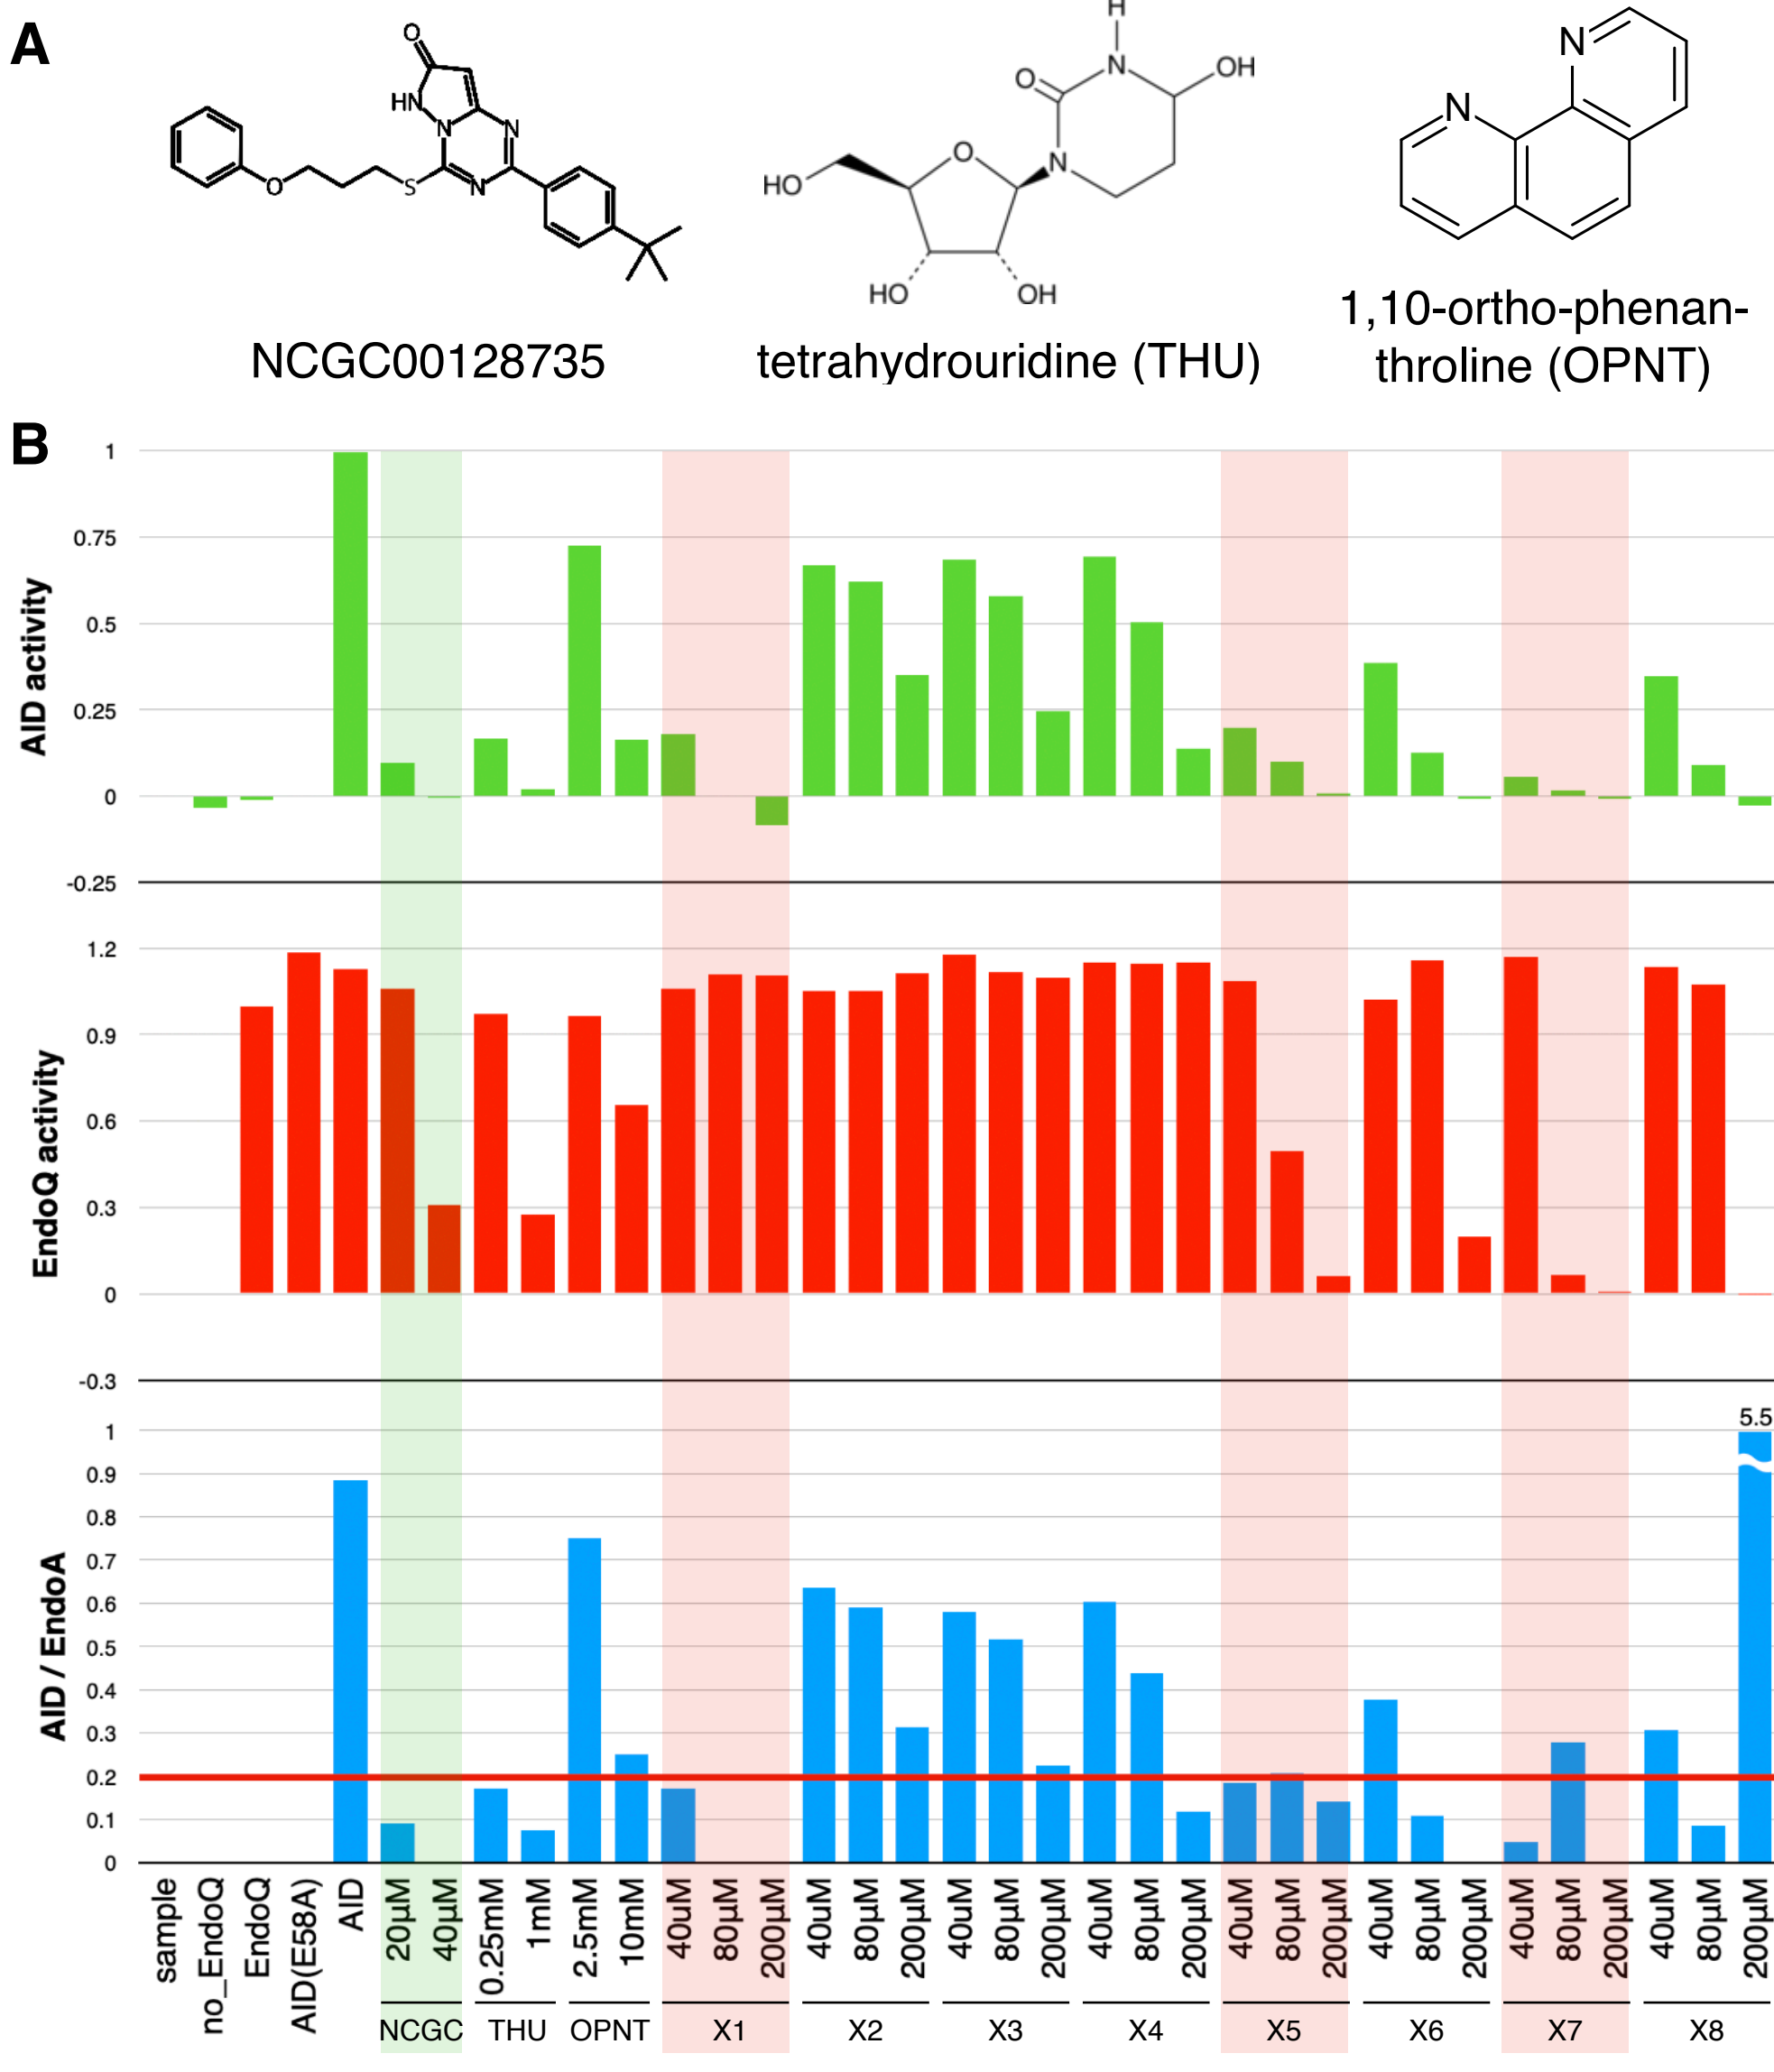 A
O
HN
N
N
N
S
O
H
N
OH
O
O
N
HO
HO
OH
N
N
NCGC00128735
tetrahydrouridine (THU)
1,10-ortho-phenan-
throline (OPNT)
B
AID activity
1
0.75
0.5
0.25
0
-0.25
EndoQ activity
1.2
0.9
0.6
0.3
0
-0.3
AID / EndoA
1
0.9
0.8
0.7
0.6
0.5
0.4
0.3
0.2
0.1
0
5.5
sample
no_EndoQ
EndoQ
AID(E58A)
AID
20µM
40µM
0.25mM
1mM
2.5mM
10mM
40uM
80µM
200µM
40uM
80µM
200µM
40uM
80µM
200µM
40uM
80µM
200µM
40uM
80µM
200µM
40uM
80µM
200µM
40uM
80µM
200µM
40uM
80µM
200µM
NCGC
THU
OPNT
X1
X2
X3
X4
X5
X6
X7
X8